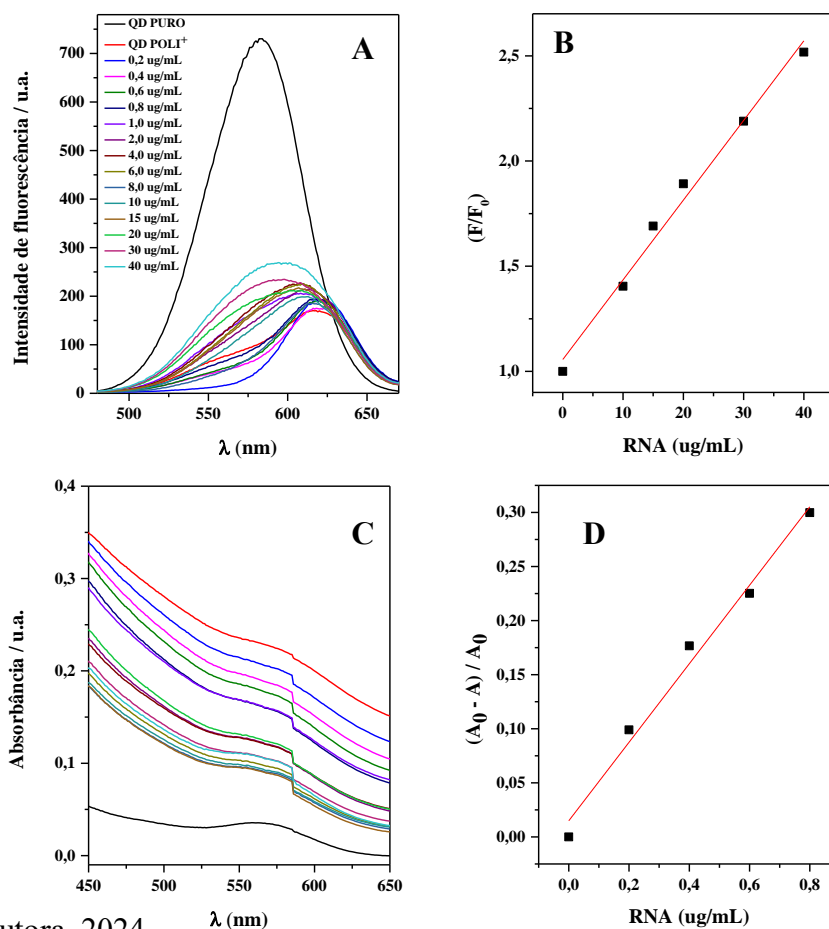 A
QD PURO
QD POLI⁺
0,2 ug/mL
0,4 ug/mL
0,6 ug/mL
0,8 ug/mL
1,0 ug/mL
2,0 ug/mL
4,0 ug/mL
6,0 ug/mL
8,0 ug/mL
10 ug/mL
15 ug/mL
20 ug/mL
30 ug/mL
40 ug/mL
Intensidade de fluorescência / u.a.
700
600
500
400
300
200
100
0
500 550 600 650
λ (nm)
B
(F/F₀)
2,5
2,0
1,5
1,0
0 10 20 30 40
RNA (ug/mL)
C
Absorbância / u.a.
0,4
0,3
0,2
0,1
0,0
450 500 550 600 650
λ (nm)
D
(A₀ - A) / A₀
0,30
0,25
0,20
0,15
0,10
0,05
0,00
0,0 0,2 0,4 0,6 0,8
RNA (ug/mL)